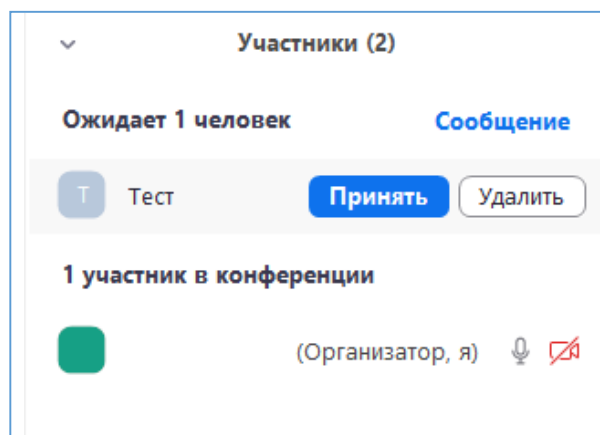 Участники (2)
Ожидает 1 человек Сообщение
Т Тест Принять Удалить
1 участник в конференции
(Организатор, я)